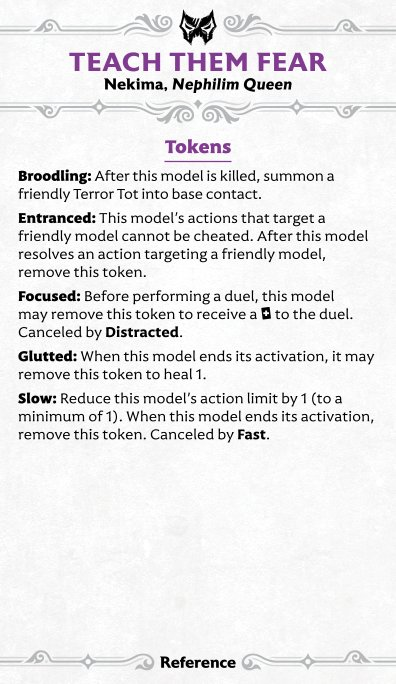 TEACH THEM FEAR
Nekima, Nephilim Queen
Tokens
Broodling: After this model is killed, summon a
friendly Terror Tot into base contact.
Entranced: This model's actions that target a
friendly model cannot be cheated. After this model
resolves an action targeting a friendly model,
remove this token.
Focused: Before performing a duel, this model
may remove this token to receive a + to the duel.
Canceled by Distracted.
Glutted: When this model ends its activation, it may
remove this token to heal 1.
Slow: Reduce this model's action limit by 1 (to a
minimum of 1). When this model ends its activation,
remove this token. Canceled by Fast.
Reference